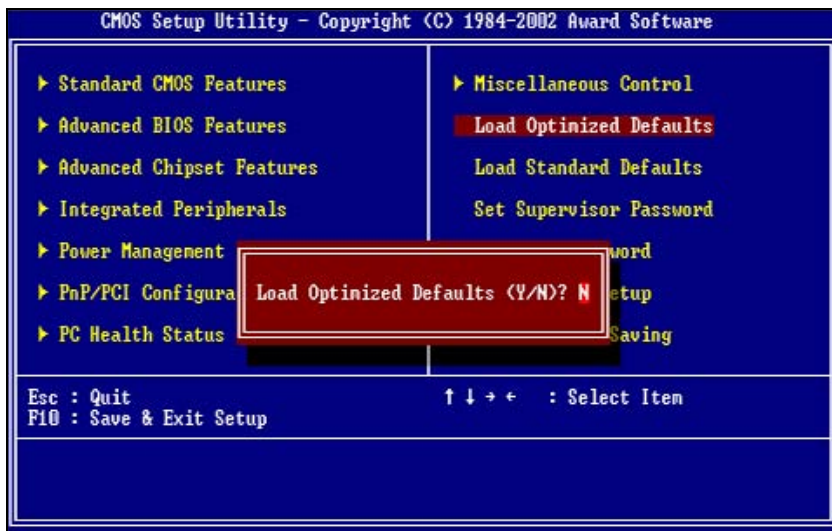 CMOS Setup Utility - Copyright (C) 1984-2002 Award Software
▶ Standard CMOS Features
▶ Advanced BIOS Features
▶ Advanced Chipset Features
▶ Integrated Peripherals
▶ Power Management
▶ PnP/PCI Configura
▶ PC Health Status
▶ Miscellaneous Control
Load Optimized Defaults
Load Standard Defaults
Set Supervisor Password
word
etup
Saving
Load Optimized Defaults (Y/N)? N
Esc : Quit
F10 : Save & Exit Setup
↑ ↓ → ← : Select Item